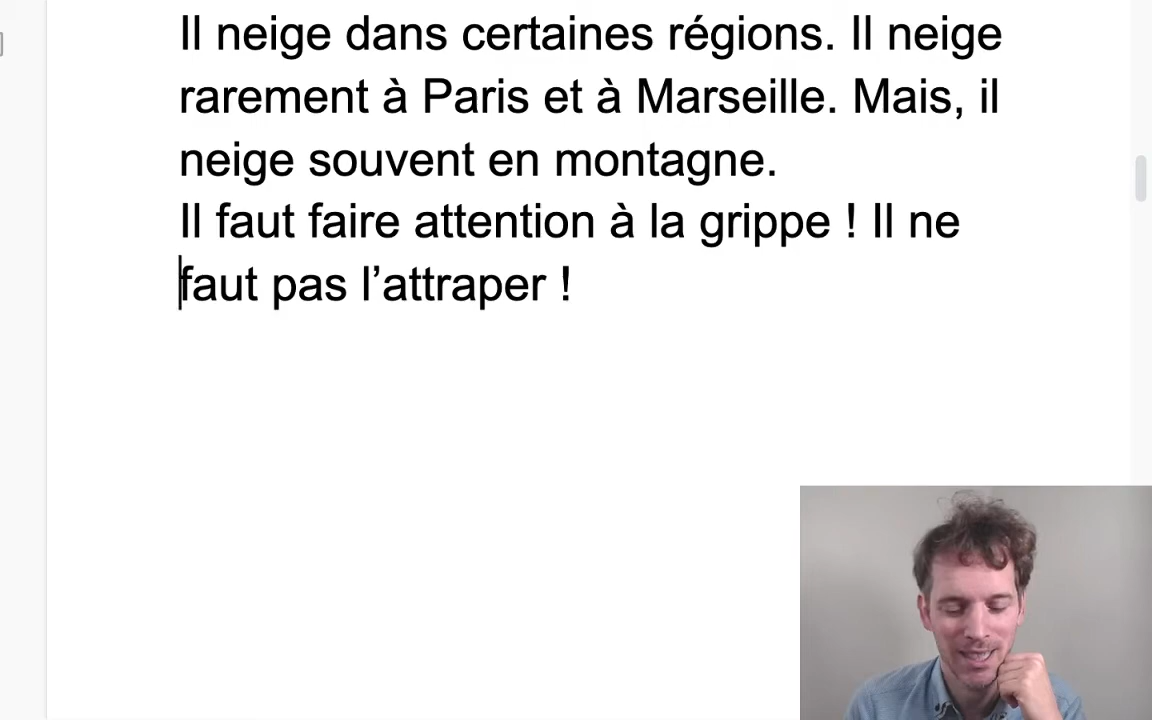 Il neige dans certaines régions. Il neige
rarement à Paris et à Marseille. Mais, il
neige souvent en montagne.
Il faut faire attention à la grippe ! Il ne
faut pas l’attraper !